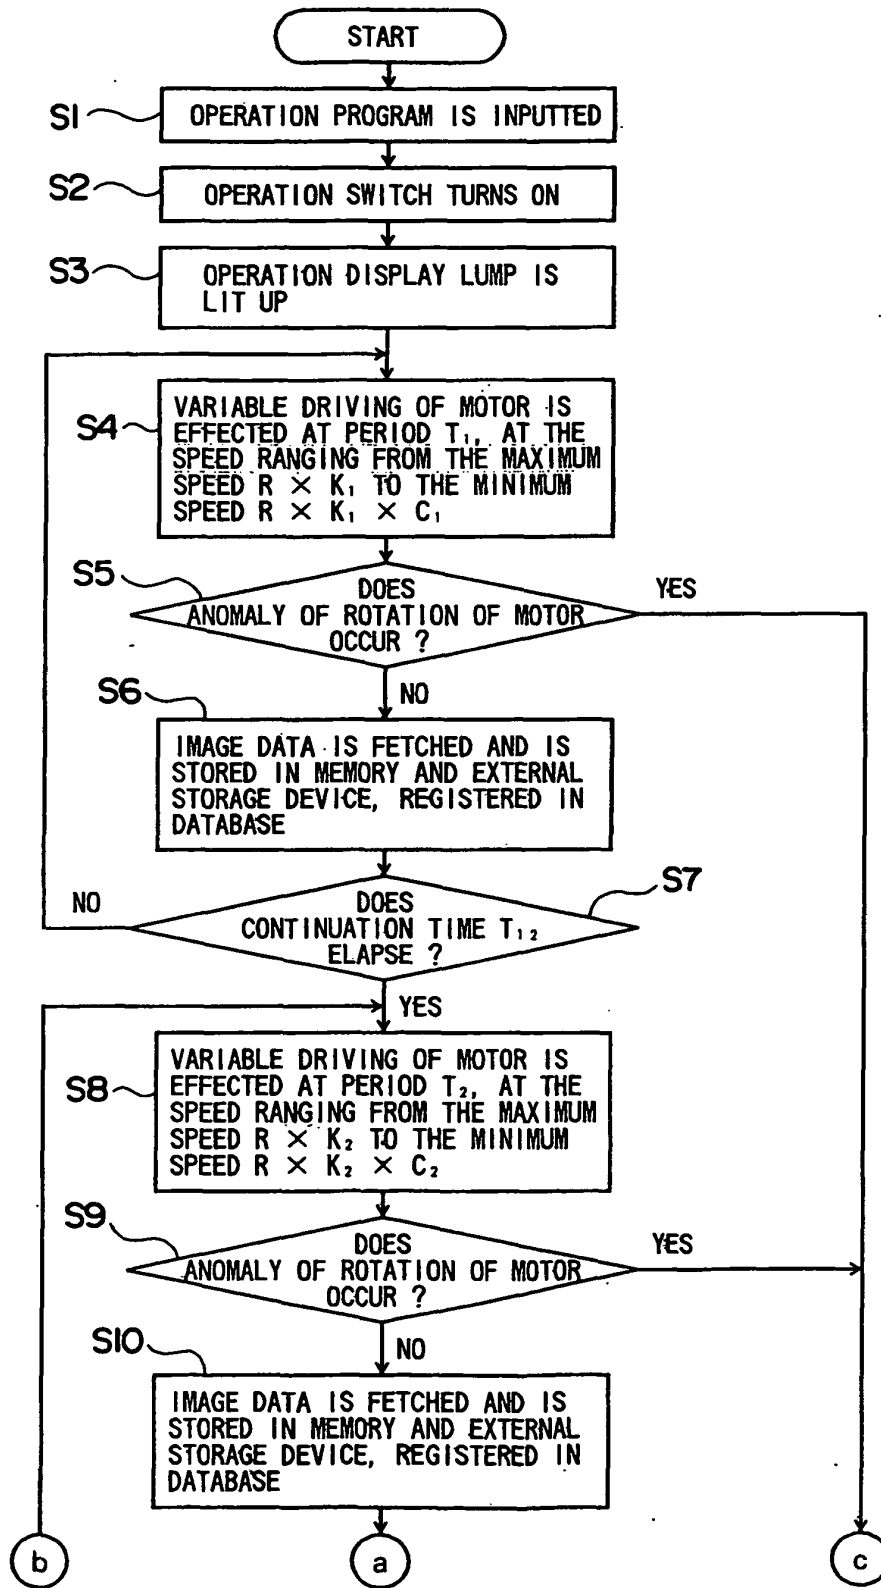 START
S1
OPERATION PROGRAM IS INPUTTED
S2
OPERATION SWITCH TURNS ON
S3
OPERATION DISPLAY LUMP IS
LIT UP
S4
VARIABLE DRIVING OF MOTOR IS
EFFECTED AT PERIOD T₁, AT THE
SPEED RANGING FROM THE MAXIMUM
SPEED R × K₁ TO THE MINIMUM
SPEED R × K₁ × C₁
S5
DOES
ANOMALY OF ROTATION OF MOTOR
OCCUR ?
YES
NO
S6
IMAGE DATA IS FETCHED AND IS
STORED IN MEMORY AND EXTERNAL
STORAGE DEVICE, REGISTERED IN
DATABASE
S7
NO
DOES
CONTINUATION TIME T₁₂
ELAPSE ?
YES
S8
VARIABLE DRIVING OF MOTOR IS
EFFECTED AT PERIOD T₂, AT THE
SPEED RANGING FROM THE MAXIMUM
SPEED R × K₂ TO THE MINIMUM
SPEED R × K₂ × C₂
S9
DOES
ANOMALY OF ROTATION OF MOTOR
OCCUR ?
YES
NO
S10
IMAGE DATA IS FETCHED AND IS
STORED IN MEMORY AND EXTERNAL
STORAGE DEVICE, REGISTERED IN
DATABASE
b
a
c